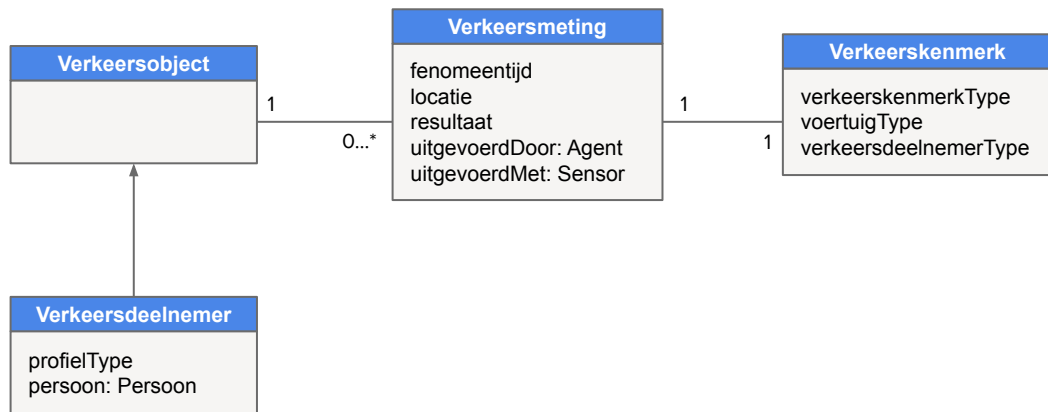 Verkeersobject
1
0...*
Verkeersmeting
fenomeentijd
locatie
resultaat
uitgevoerdDoor: Agent
uitgevoerdMet: Sensor
1
1
Verkeerskenmerk
verkeerskenmerkType
voertuigType
verkeersdeelnemerType
Verkeersdeelnemer
profielType
persoon: Persoon